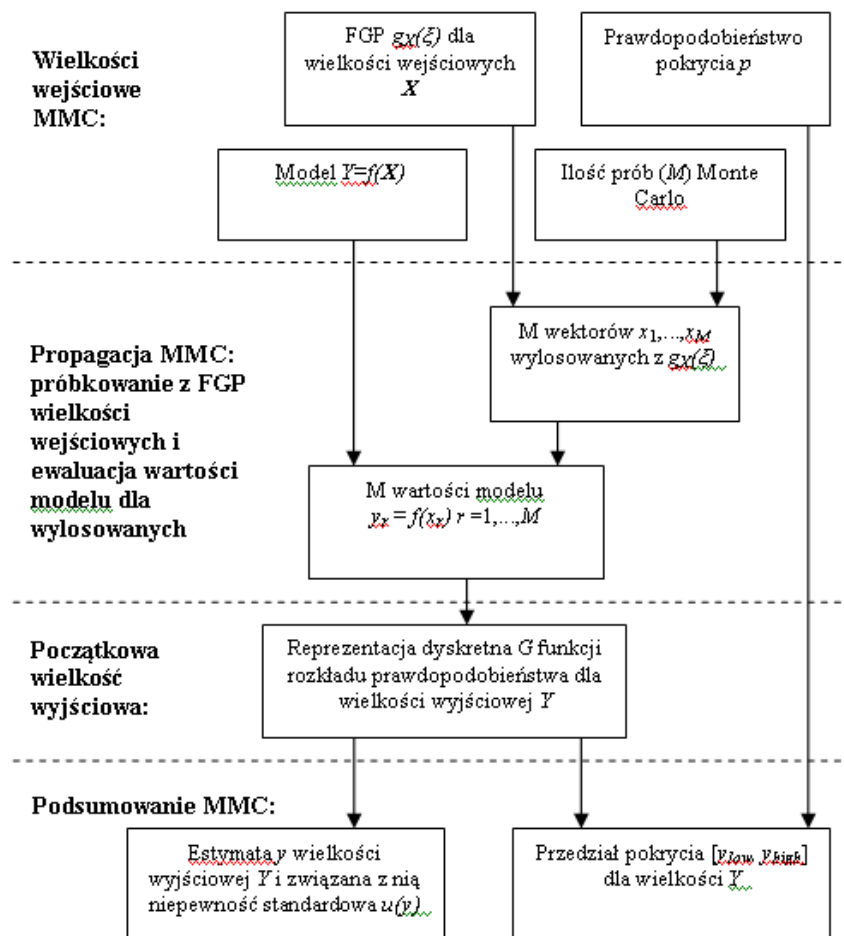 Wielkości
wejściowe
MMC:
FGP gX(ξ) dla
wielkości wejściowych
X
Prawdopodobieństwo
pokrycia p
Model Y=f(X)
Ilość prób (M) Monte
Carlo
Propagacja MMC:
próbkowanie z FGP
wielkości
wejściowych i
ewaluacja wartości
modelu dla
wylosowanych
M wektorów x1,...,xM
wylosowanych z gX(ξ)
M wartości modelu
yr = f(xr) r =1,...,M
Początkowa
wielkość
wyjściowa:
Reprezentacja dyskretna G funkcji
rozkładu prawdopodobieństwa dla
wielkości wyjściowej Y
Podsumowanie MMC:
Estymata y wielkości
wyjściowej Y i związana z nią
niepewność standardowa u(y)
Przedział pokrycia [ylow, yhigh]
dla wielkości Y